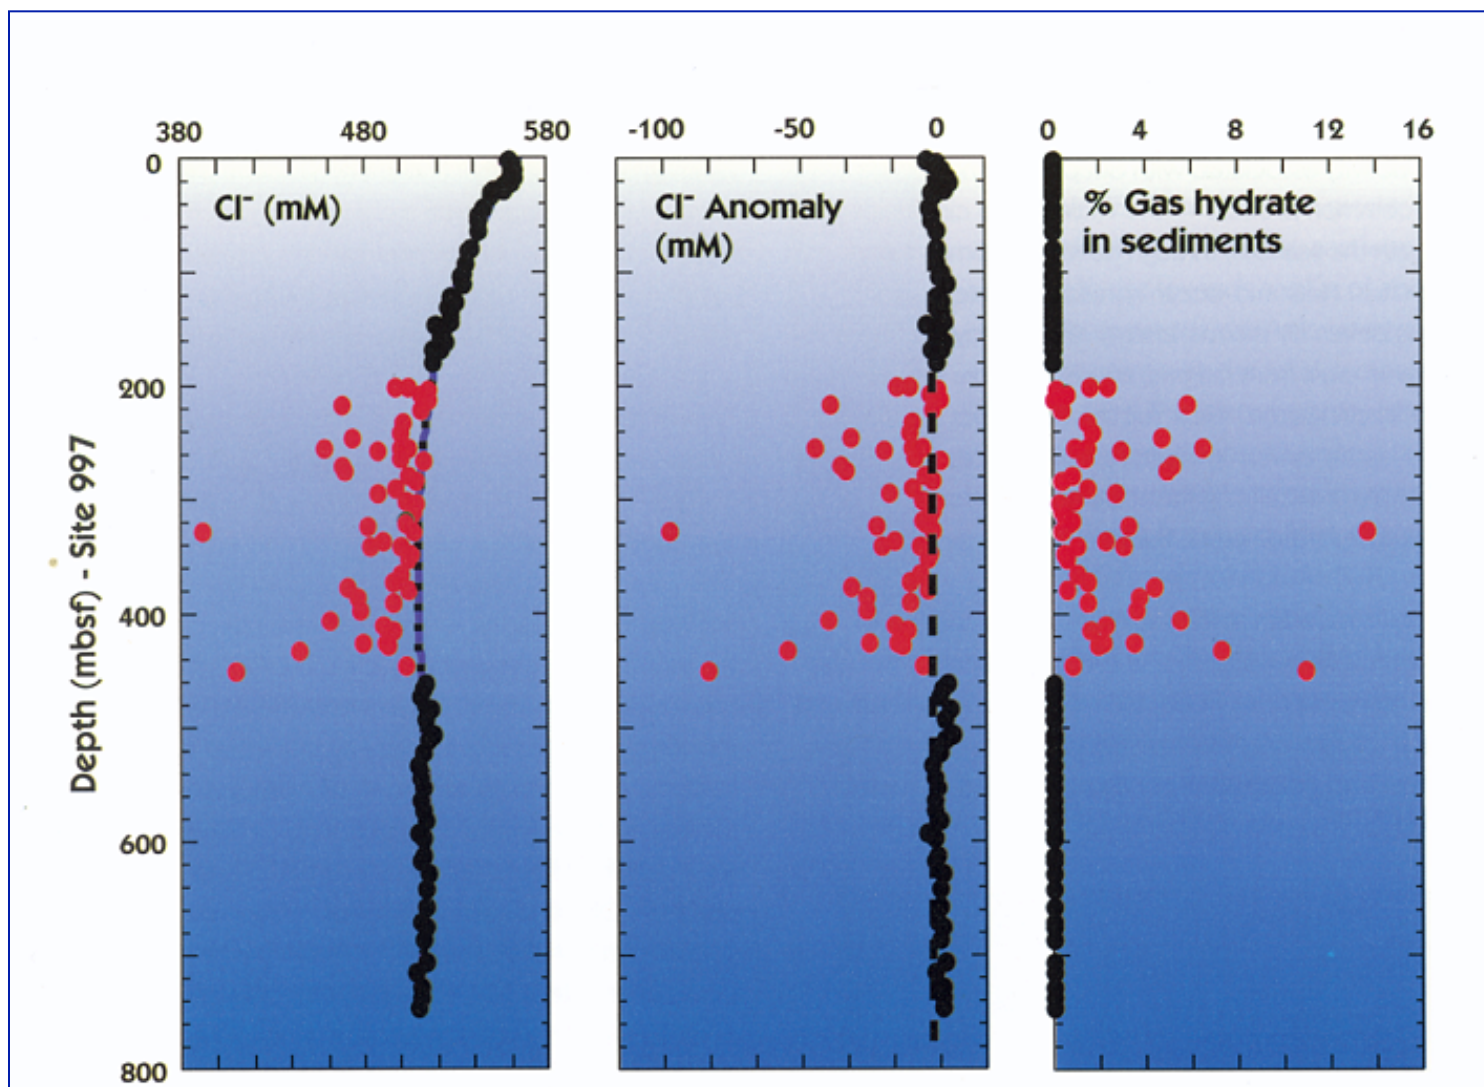 380 480 580
-100 -50 0
0 4 8 12 16
0
200
400
600
800
Depth (mbsf) - Site 997
Cl⁻ (mM)
Cl⁻ Anomaly
(mM)
% Gas hydrate
in sediments